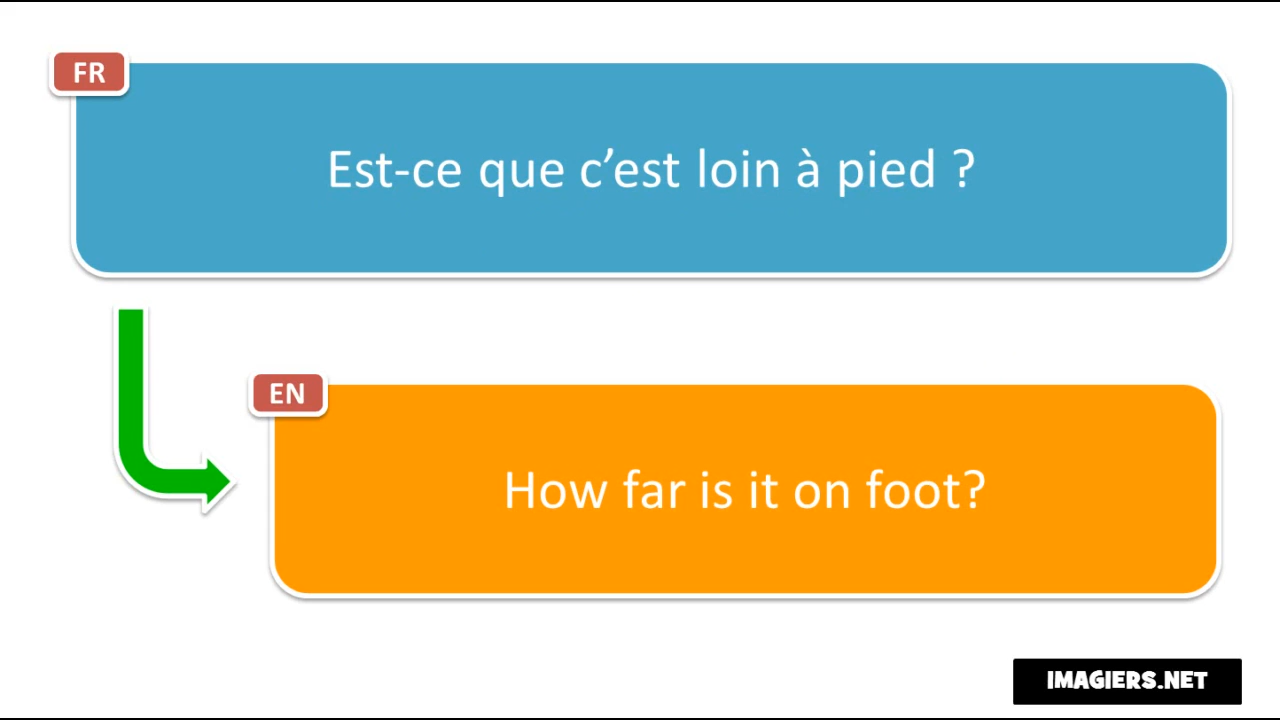 FR
Est-ce que c’est loin à pied ?
EN
How far is it on foot?
IMAGIERS.NET